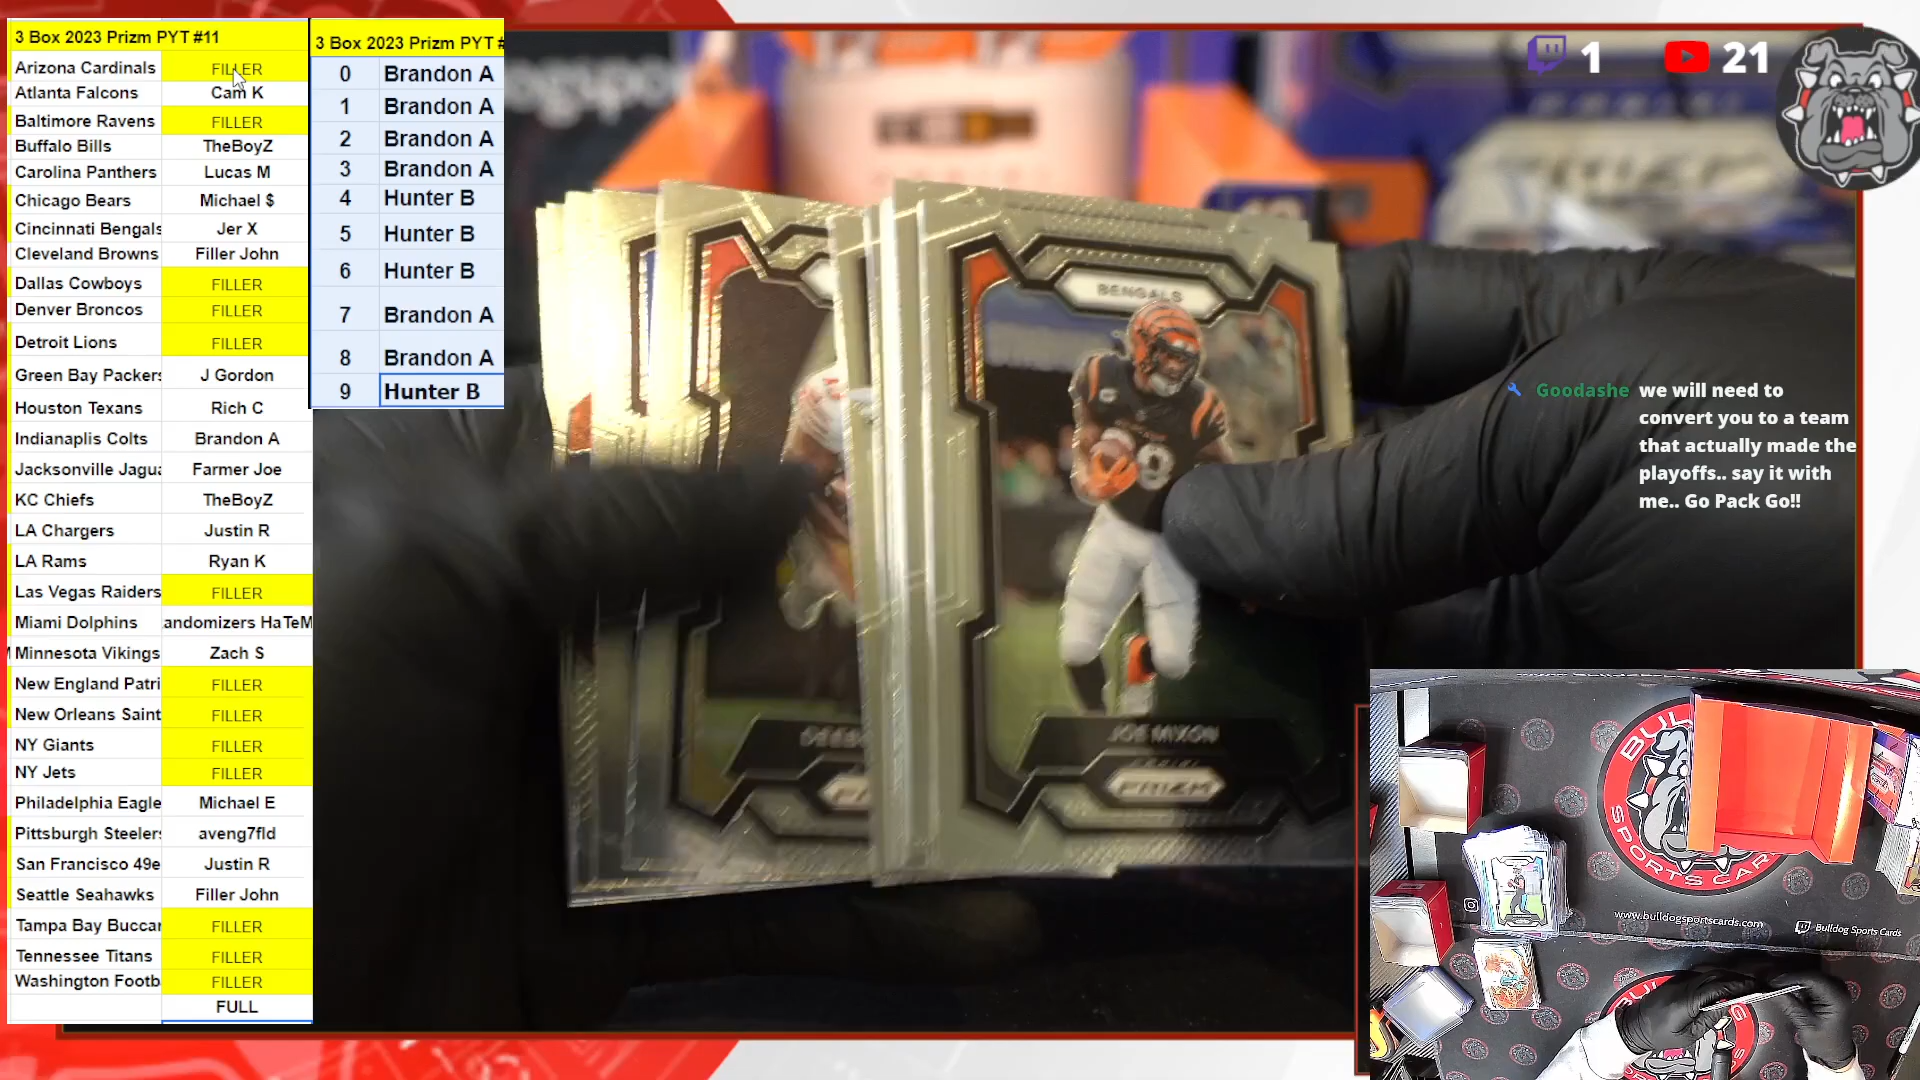 3 Box 2023 Prizm PYT #11
Arizona Cardinals FILLER
Atlanta Falcons Cam K
Baltimore Ravens FILLER
Buffalo Bills TheBoyZ
Carolina Panthers Lucas M
Chicago Bears Michael $
Cincinnati Bengals Jer X
Cleveland Browns Filler John
Dallas Cowboys FILLER
Denver Broncos FILLER
Detroit Lions FILLER
Green Bay Packers J Gordon
Houston Texans Rich C
Indianaplis Colts Brandon A
Jacksonville Jagua Farmer Joe
KC Chiefs TheBoyZ
LA Chargers Justin R
LA Rams Ryan K
Las Vegas Raiders FILLER
Miami Dolphins andomizers HaTeM
Minnesota Vikings Zach S
New England Patri FILLER
New Orleans Saint FILLER
NY Giants FILLER
NY Jets FILLER
Philadelphia Eagle Michael E
Pittsburgh Steelers aveng7fld
San Francisco 49e Justin R
Seattle Seahawks Filler John
Tampa Bay Buccar FILLER
Tennessee Titans FILLER
Washington Footb FILLER
FULL
3 Box 2023 Prizm PYT #
0 Brandon A
1 Brandon A
2 Brandon A
3 Brandon A
4 Hunter B
5 Hunter B
6 Hunter B
7 Brandon A
8 Brandon A
9 Hunter B
1 21
BENGALS
JOE MIXON
PRIZM
Goodashe we will need to
convert you to a team
that actually made the
playoffs.. say it with
me.. Go Pack Go!!
SPORTS CAR
www.bulldogsportscards.com
Bulldog Sports Cards